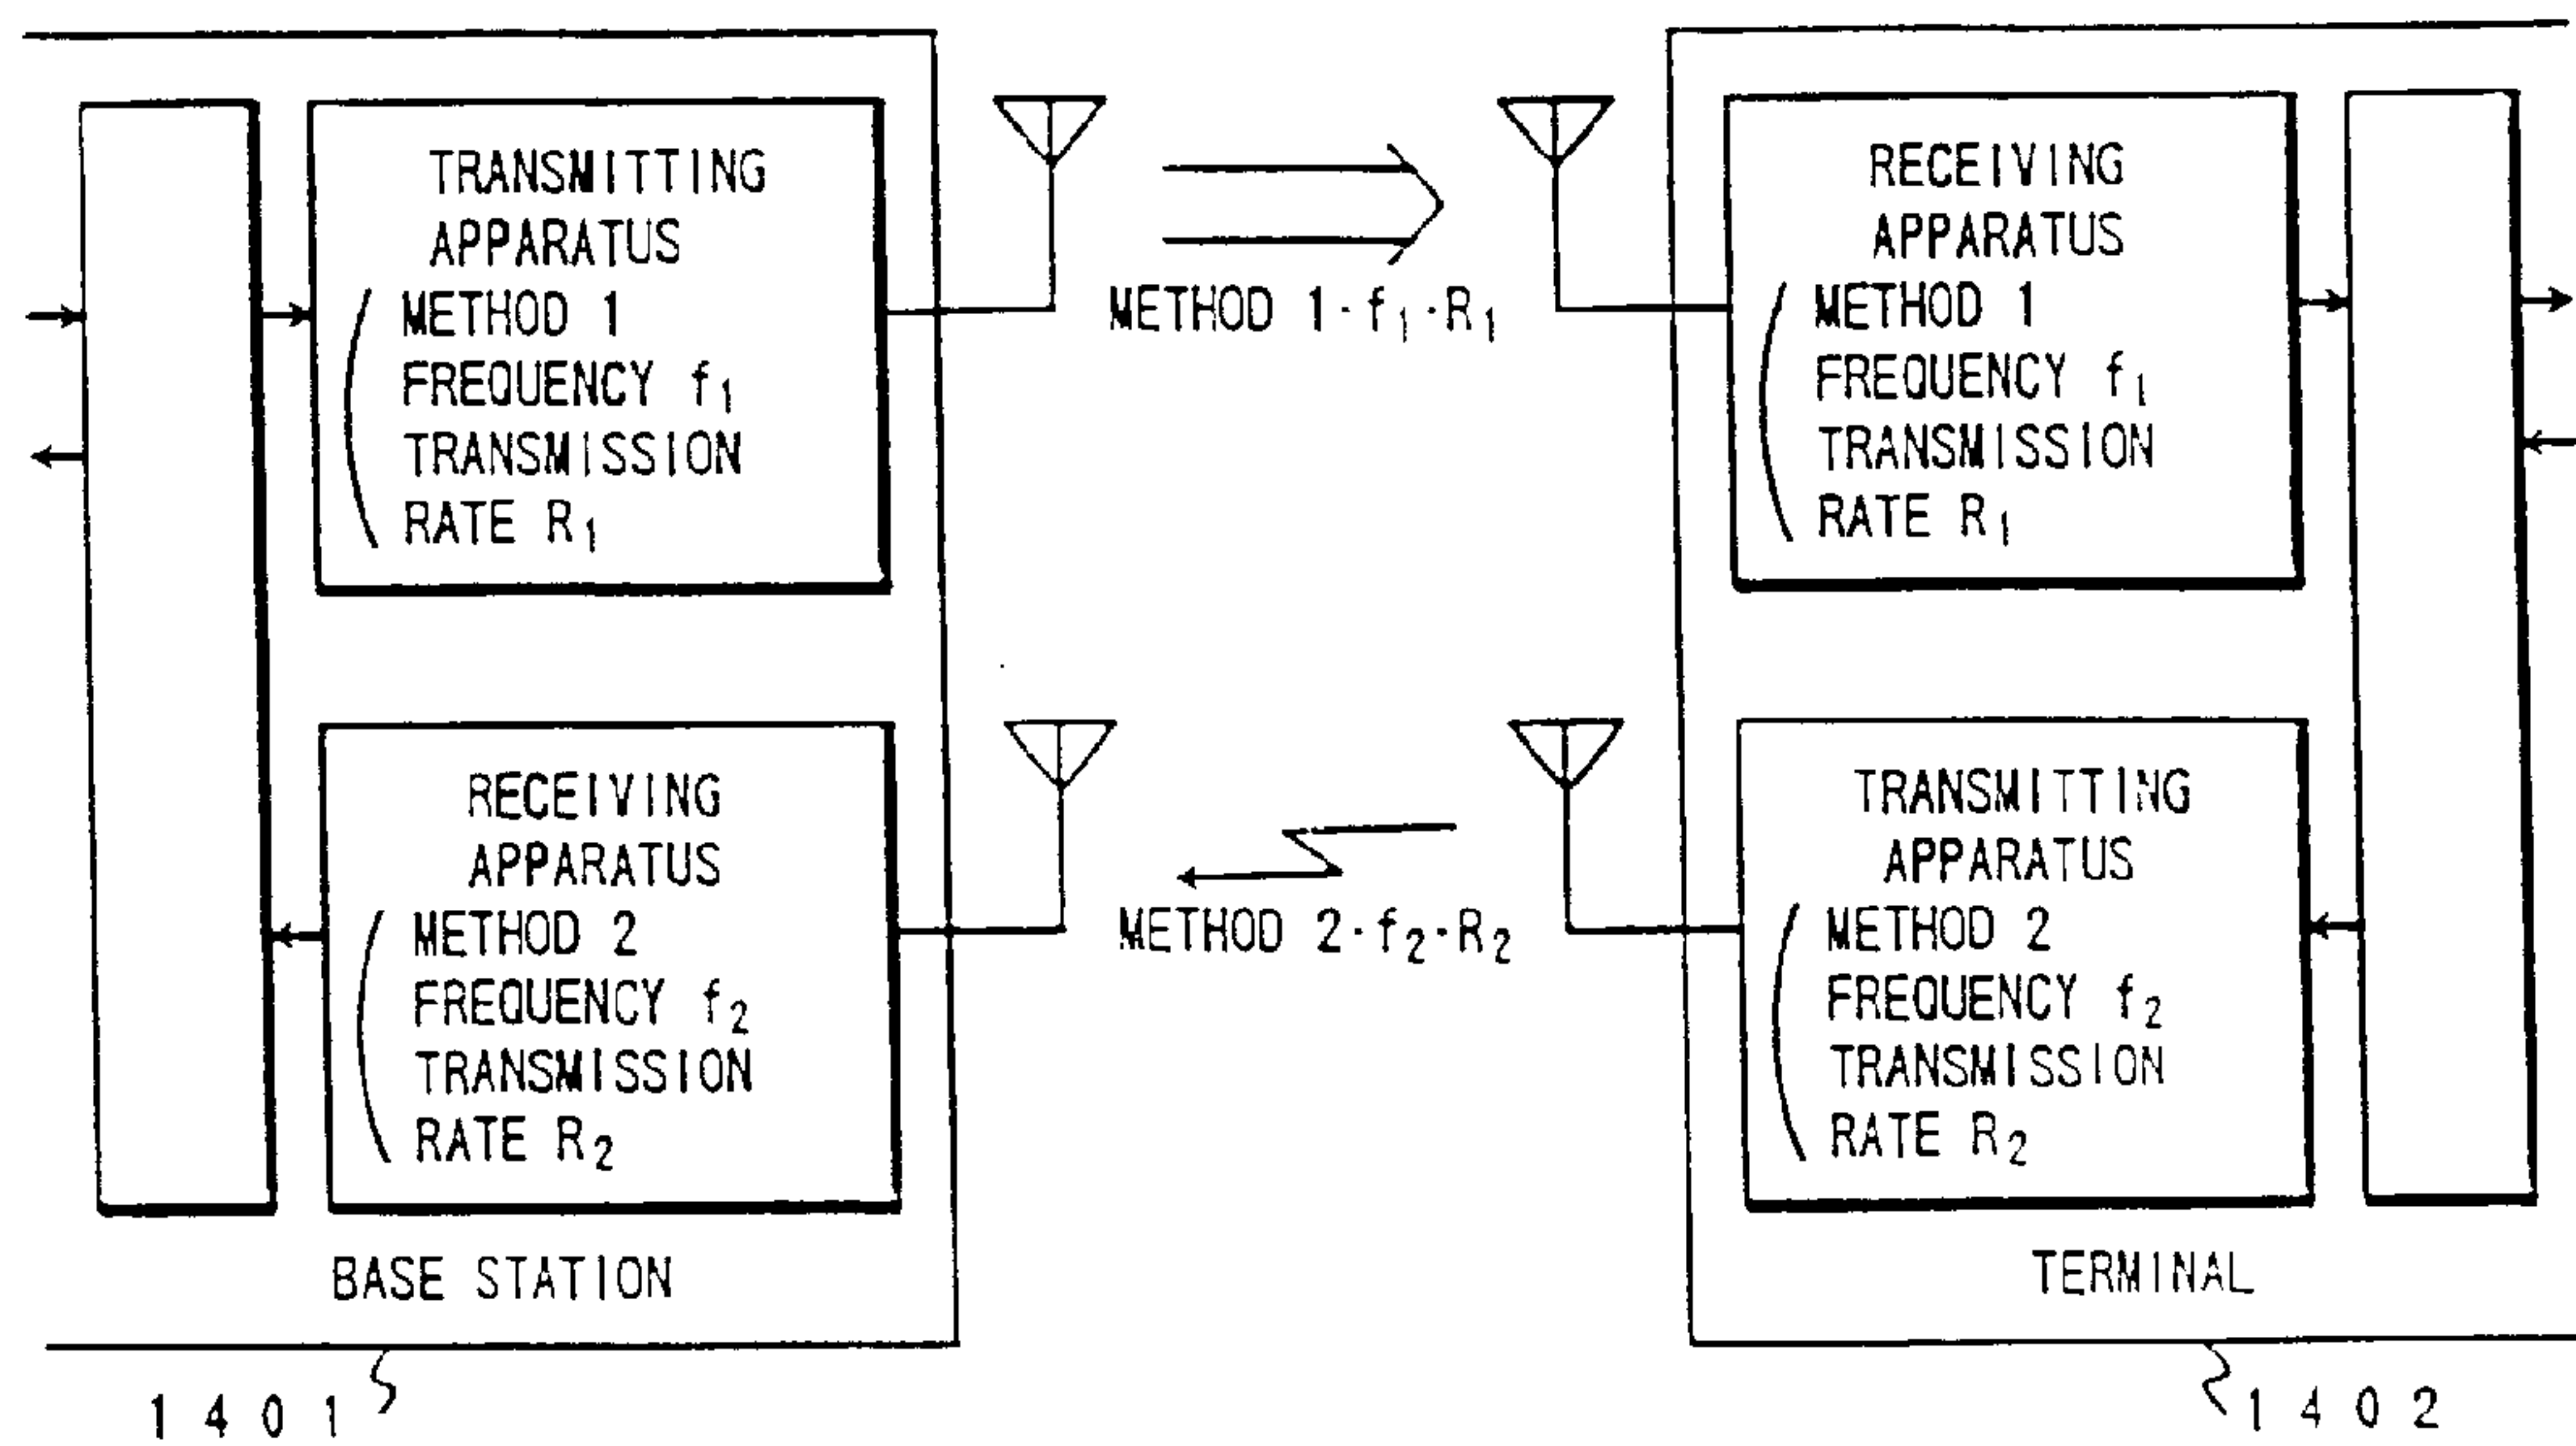 TRANSMITTING
APPARATUS
METHOD 1
FREQUENCY f₁
TRANSMISSION
RATE R₁
METHOD 1·f₁·R₁
RECEIVING
APPARATUS
METHOD 1
FREQUENCY f₁
TRANSMISSION
RATE R₁
RECEIVING
APPARATUS
METHOD 2
FREQUENCY f₂
TRANSMISSION
RATE R₂
METHOD 2·f₂·R₂
TRANSMITTING
APPARATUS
METHOD 2
FREQUENCY f₂
TRANSMISSION
RATE R₂
BASE STATION
TERMINAL
1401
1402